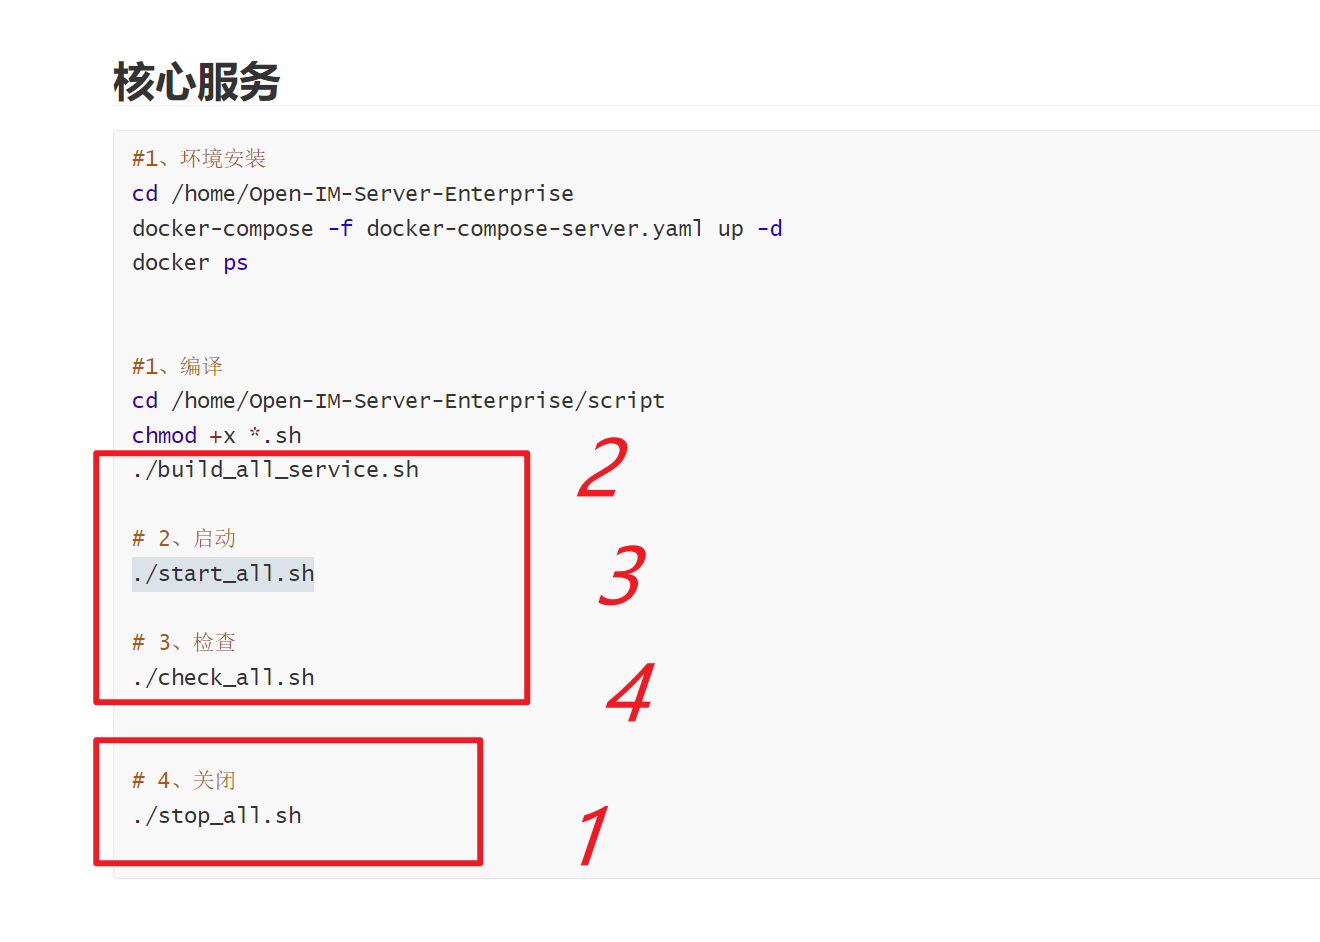 核心服务
#1、环境安装
cd /home/Open-IM-Server-Enterprise
docker-compose -f docker-compose-server.yaml up -d
docker ps
#1、编译
cd /home/Open-IM-Server-Enterprise/script
chmod +x *.sh
./build_all_service.sh
2
# 2、启动
./start_all.sh
3
# 3、检查
./check_all.sh
4
# 4、关闭
./stop_all.sh
1